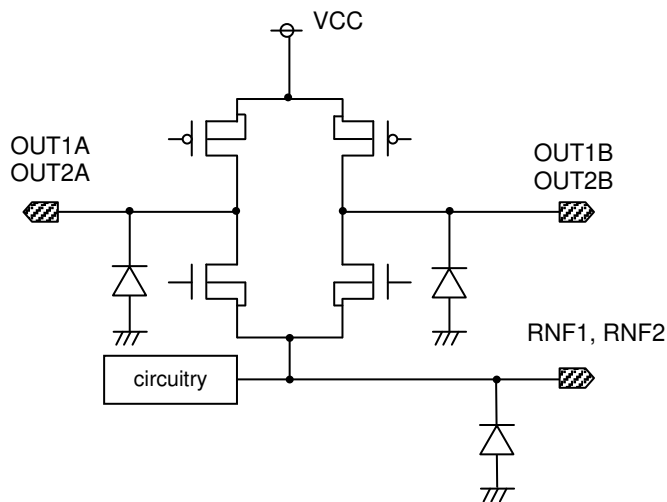 VCC
OUT1A
OUT2A
OUT1B
OUT2B
RNF1, RNF2
circuitry